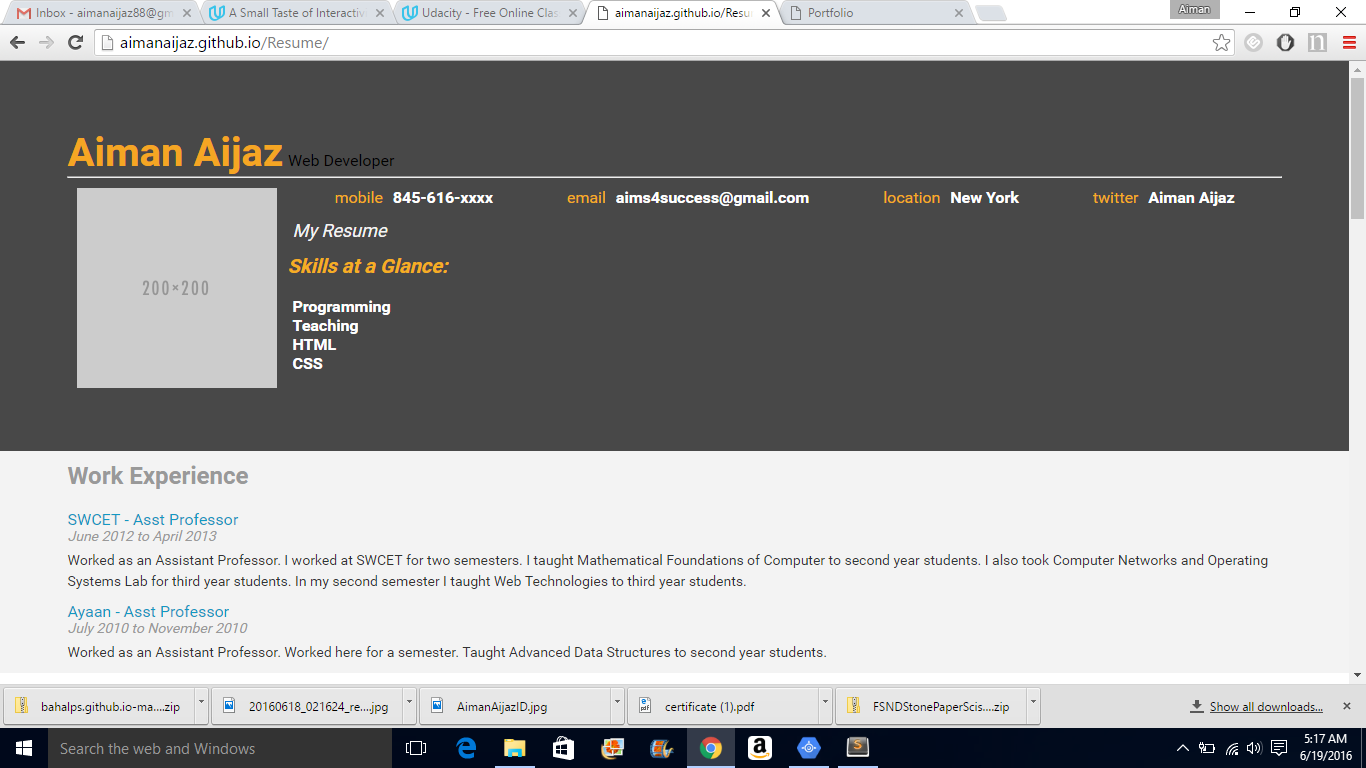 Inbox - aimanaijaz88@gm
A Small Taste of Interactiv
Udacity - Free Online Clas
aimanaijaz.github.io/Resu
Portfolio
Aiman
aimanaijaz.github.io/Resume/
Aiman Aijaz Web Developer
mobile 845-616-xxxx email aims4success@gmail.com location New York twitter Aiman Aijaz
My Resume
Skills at a Glance:
200×200
Programming
Teaching
HTML
CSS
Work Experience
SWCET - Asst Professor
June 2012 to April 2013
Worked as an Assistant Professor. I worked at SWCET for two semesters. I taught Mathematical Foundations of Computer to second year students. I also took Computer Networks and Operating
Systems Lab for third year students. In my second semester I taught Web Technologies to third year students.
Ayaan - Asst Professor
July 2010 to November 2010
Worked as an Assistant Professor. Worked here for a semester. Taught Advanced Data Structures to second year students.
bahalps.github.io-ma....zip
20160618_021624_re....jpg
AimanAijazID.jpg
certificate (1).pdf
FSNDStonePaperScis....zip
Show all downloads...
Search the web and Windows
5:17 AM
6/19/2016